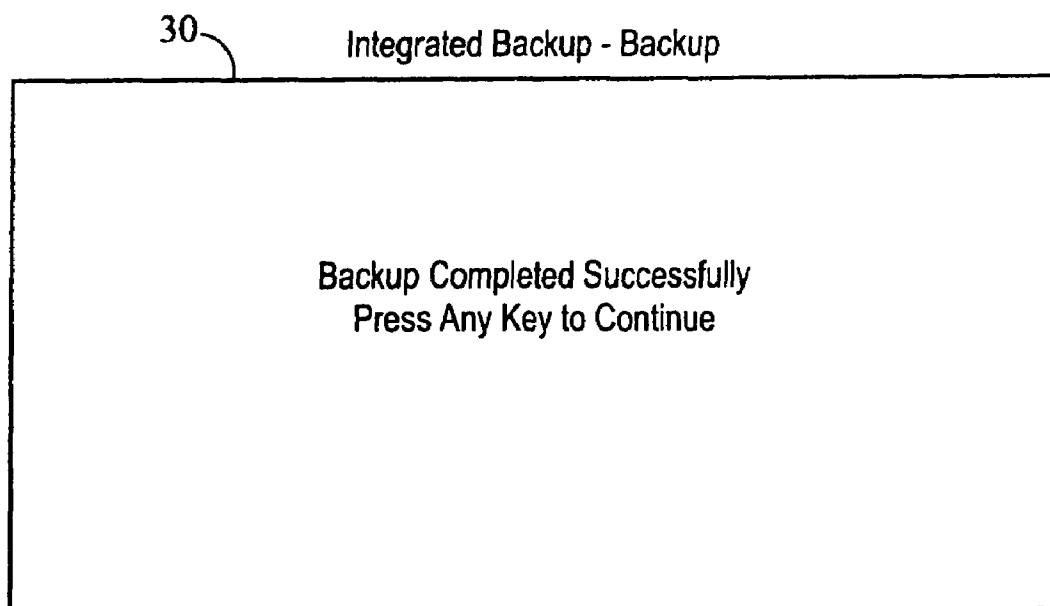 30
Integrated Backup - Backup
Backup Completed Successfully
Press Any Key to Continue